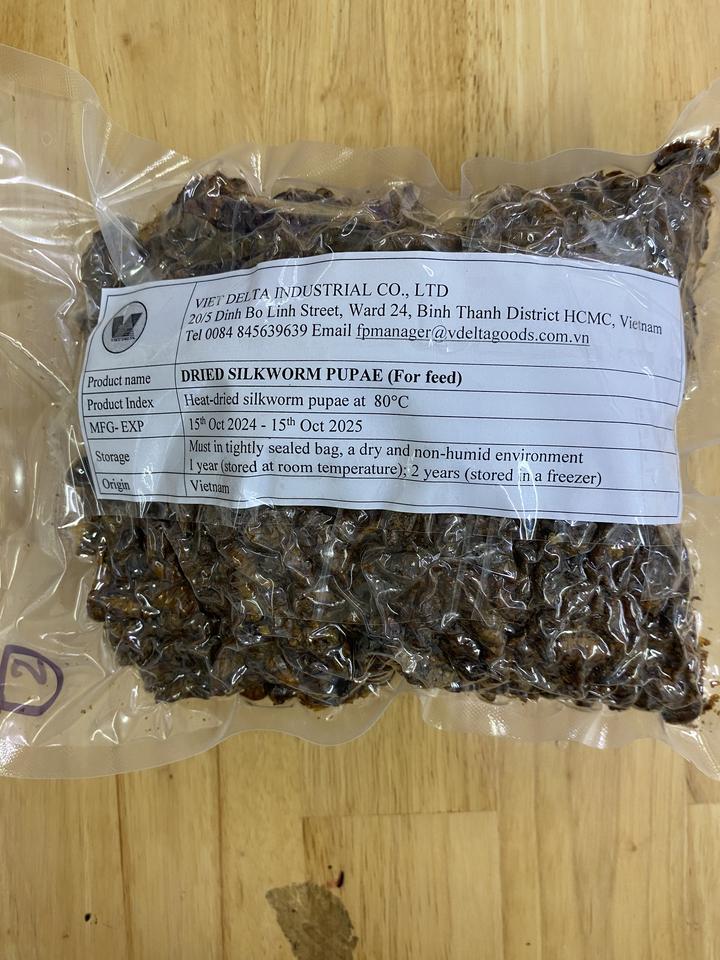 VIET DELTA INDUSTRIAL CO., LTD
20/5 Dinh Bo Linh Street, Ward 24, Binh Thanh District HCMC, Vietnam
Tel 0084 845639639 Email fpmanager@vdeltagoods.com.vn
Product name DRIED SILKWORM PUPAE (For feed)
Product Index Heat-dried silkworm pupae at 80°C
MFG- EXP 15th Oct 2024 - 15th Oct 2025
Storage Must in tightly sealed bag, a dry and non-humid environment
1 year (stored at room temperature); 2 years (stored in a freezer)
Origin Vietnam
2